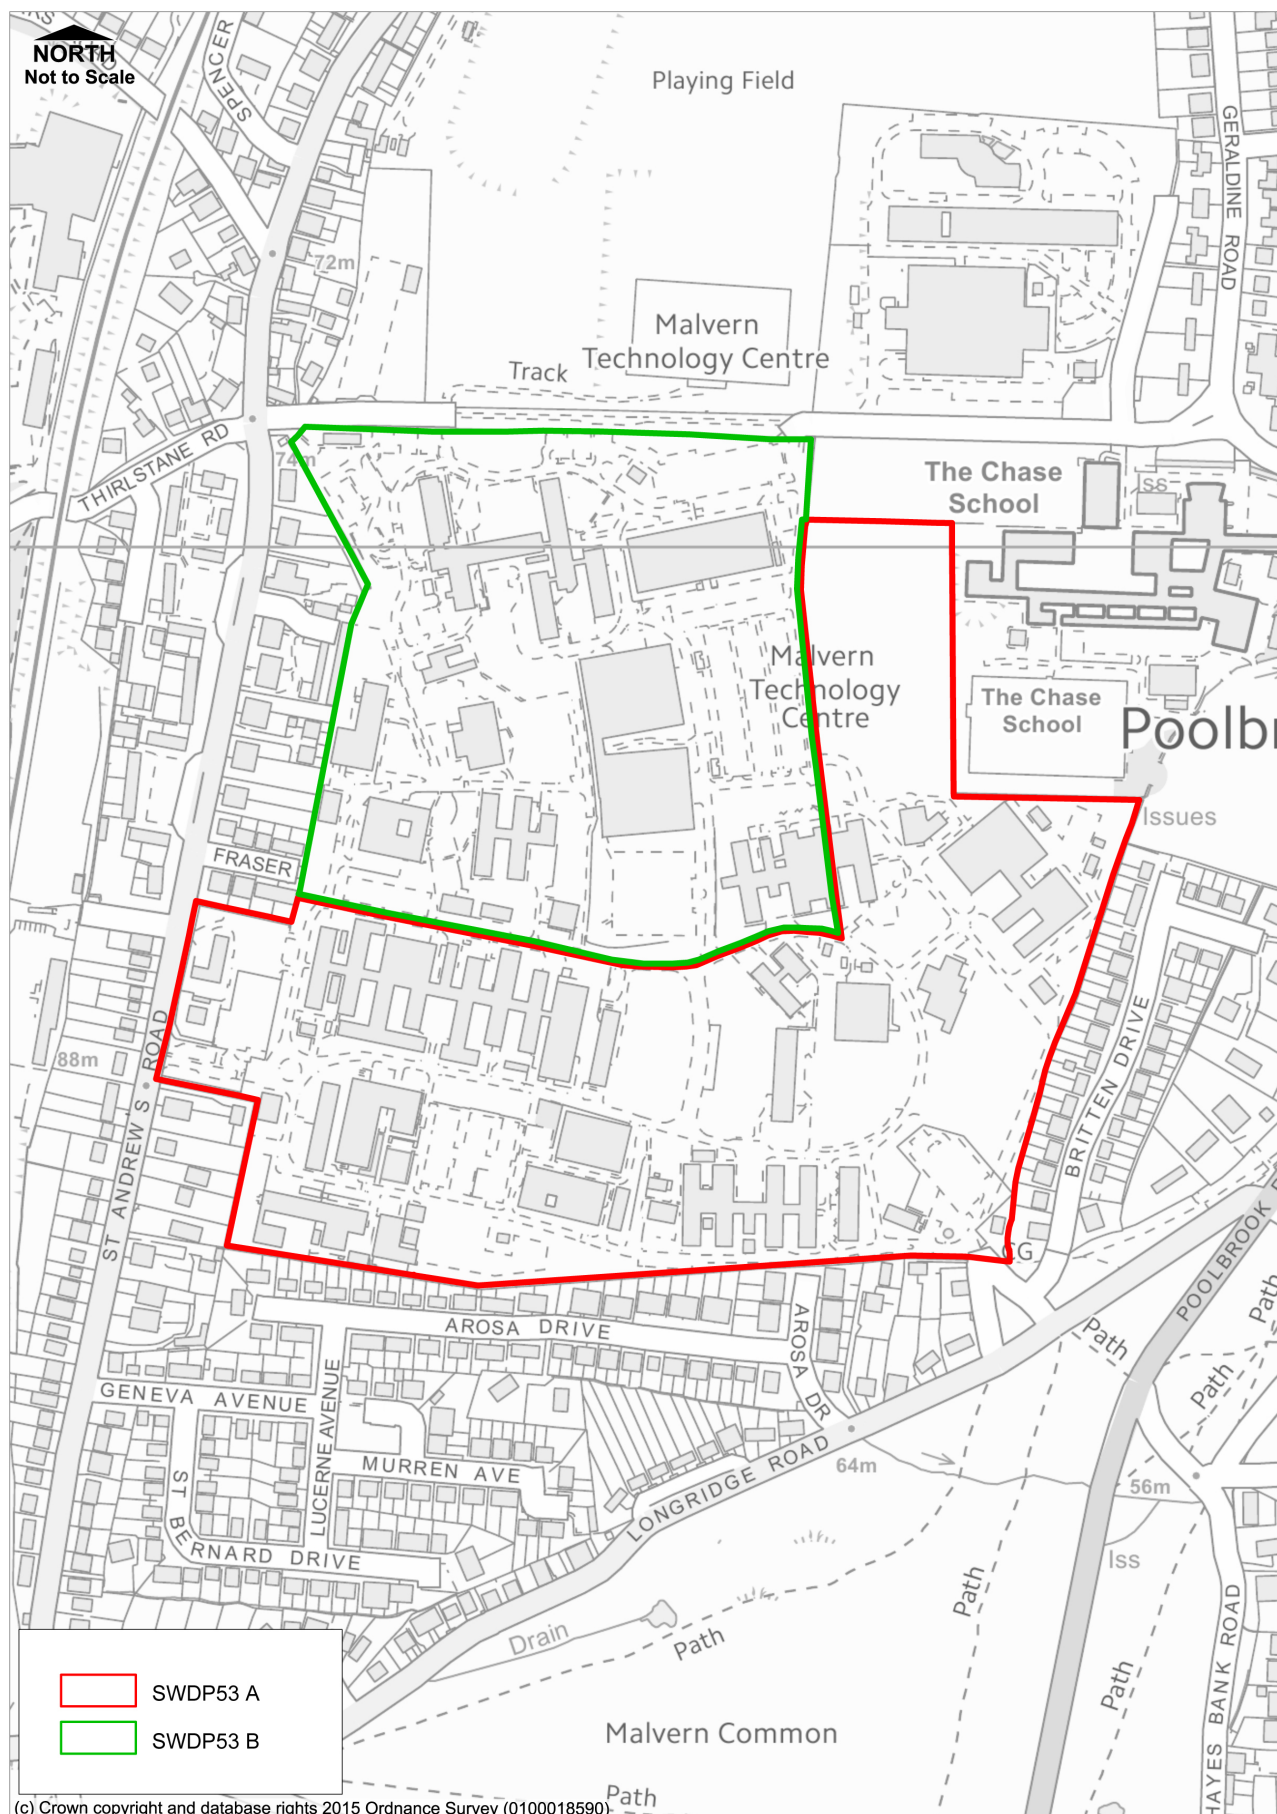 NORTH
Not to Scale
SPENCER
Playing Field
GERALDINE ROAD
72m
Malvern
Technology Centre
Track
THIRLSTANE RD
74m
The Chase
School
Iss
Malvern
Technology
Centre
The Chase
School
Poolbr
Issues
FRASER
88m
ST ANDREW'S ROAD
BRITTEN DRIVE
CG
POOLBROOK
Path
Path
Path
AROSA DRIVE
AROSA DR
GENEVA AVENUE
LUCERNE AVENUE
MURREN AVE
ST BERNARD DRIVE
LONGRIDGE ROAD
64m
56m
Iss
Path
Drain
Path
Path
HAYES BANK ROAD
Malvern Common
Path
SWDP53 A
SWDP53 B
(c) Crown copyright and database rights 2015 Ordnance Survey (0100018590)